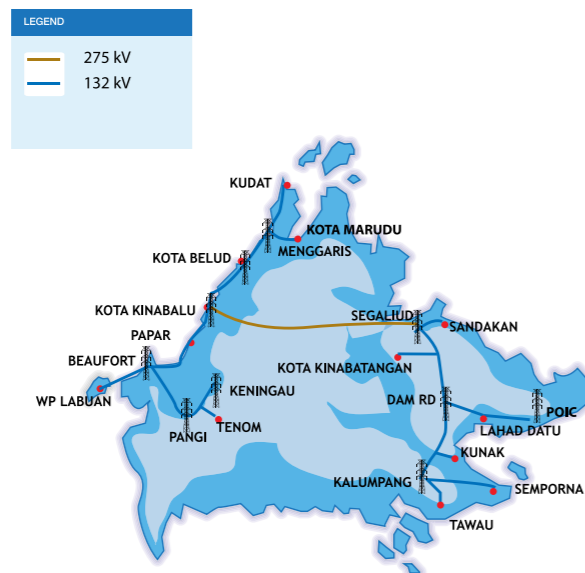 LEGEND
275 kV
132 kV
KUDAT
KOTA MARUDU
MENGGARIS
KOTA BELUD
KOTA KINABALU
SEGALIUD
SANDAKAN
PAPAR
BEAUFORT
KOTA KINABATANGAN
WP LABUAN
KENINGAU
DAM RD
POIC
PANGI
TENOM
LAHAD DATU
KUNAK
KALUMPANG
SEMPORNA
TAWAU